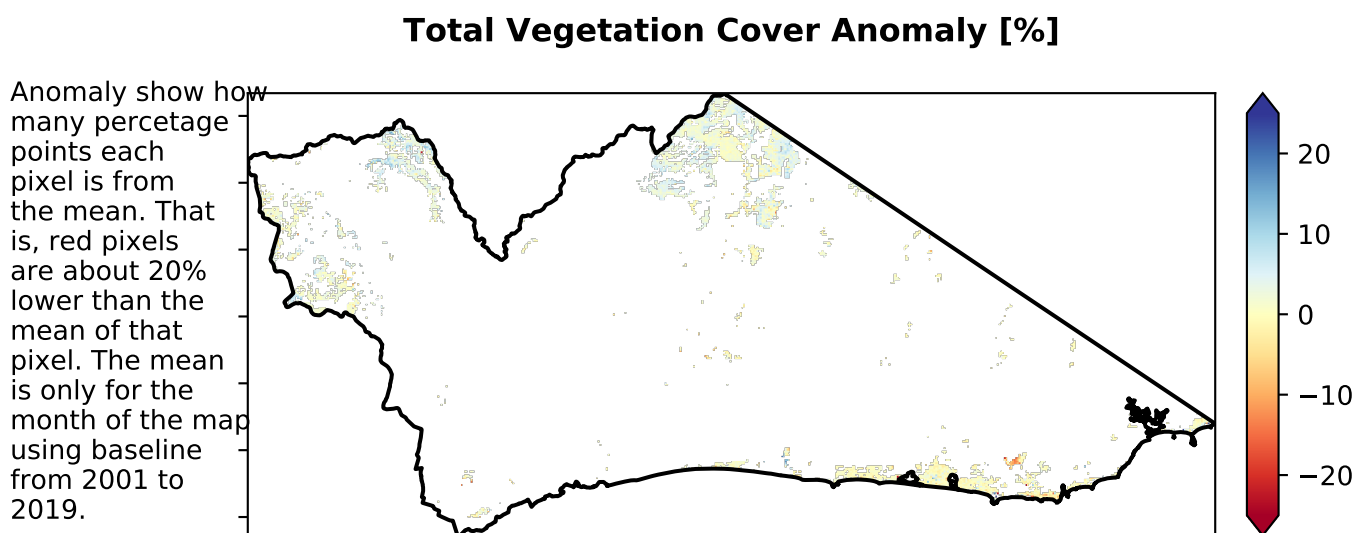 Total Vegetation Cover Anomaly [%]
Anomaly show how
many percetage
points each
pixel is from
the mean. That
is, red pixels
are about 20%
lower than the
mean of that
pixel. The mean
is only for the
month of the map
using baseline
from 2001 to
2019.
20
10
0
−10
−20